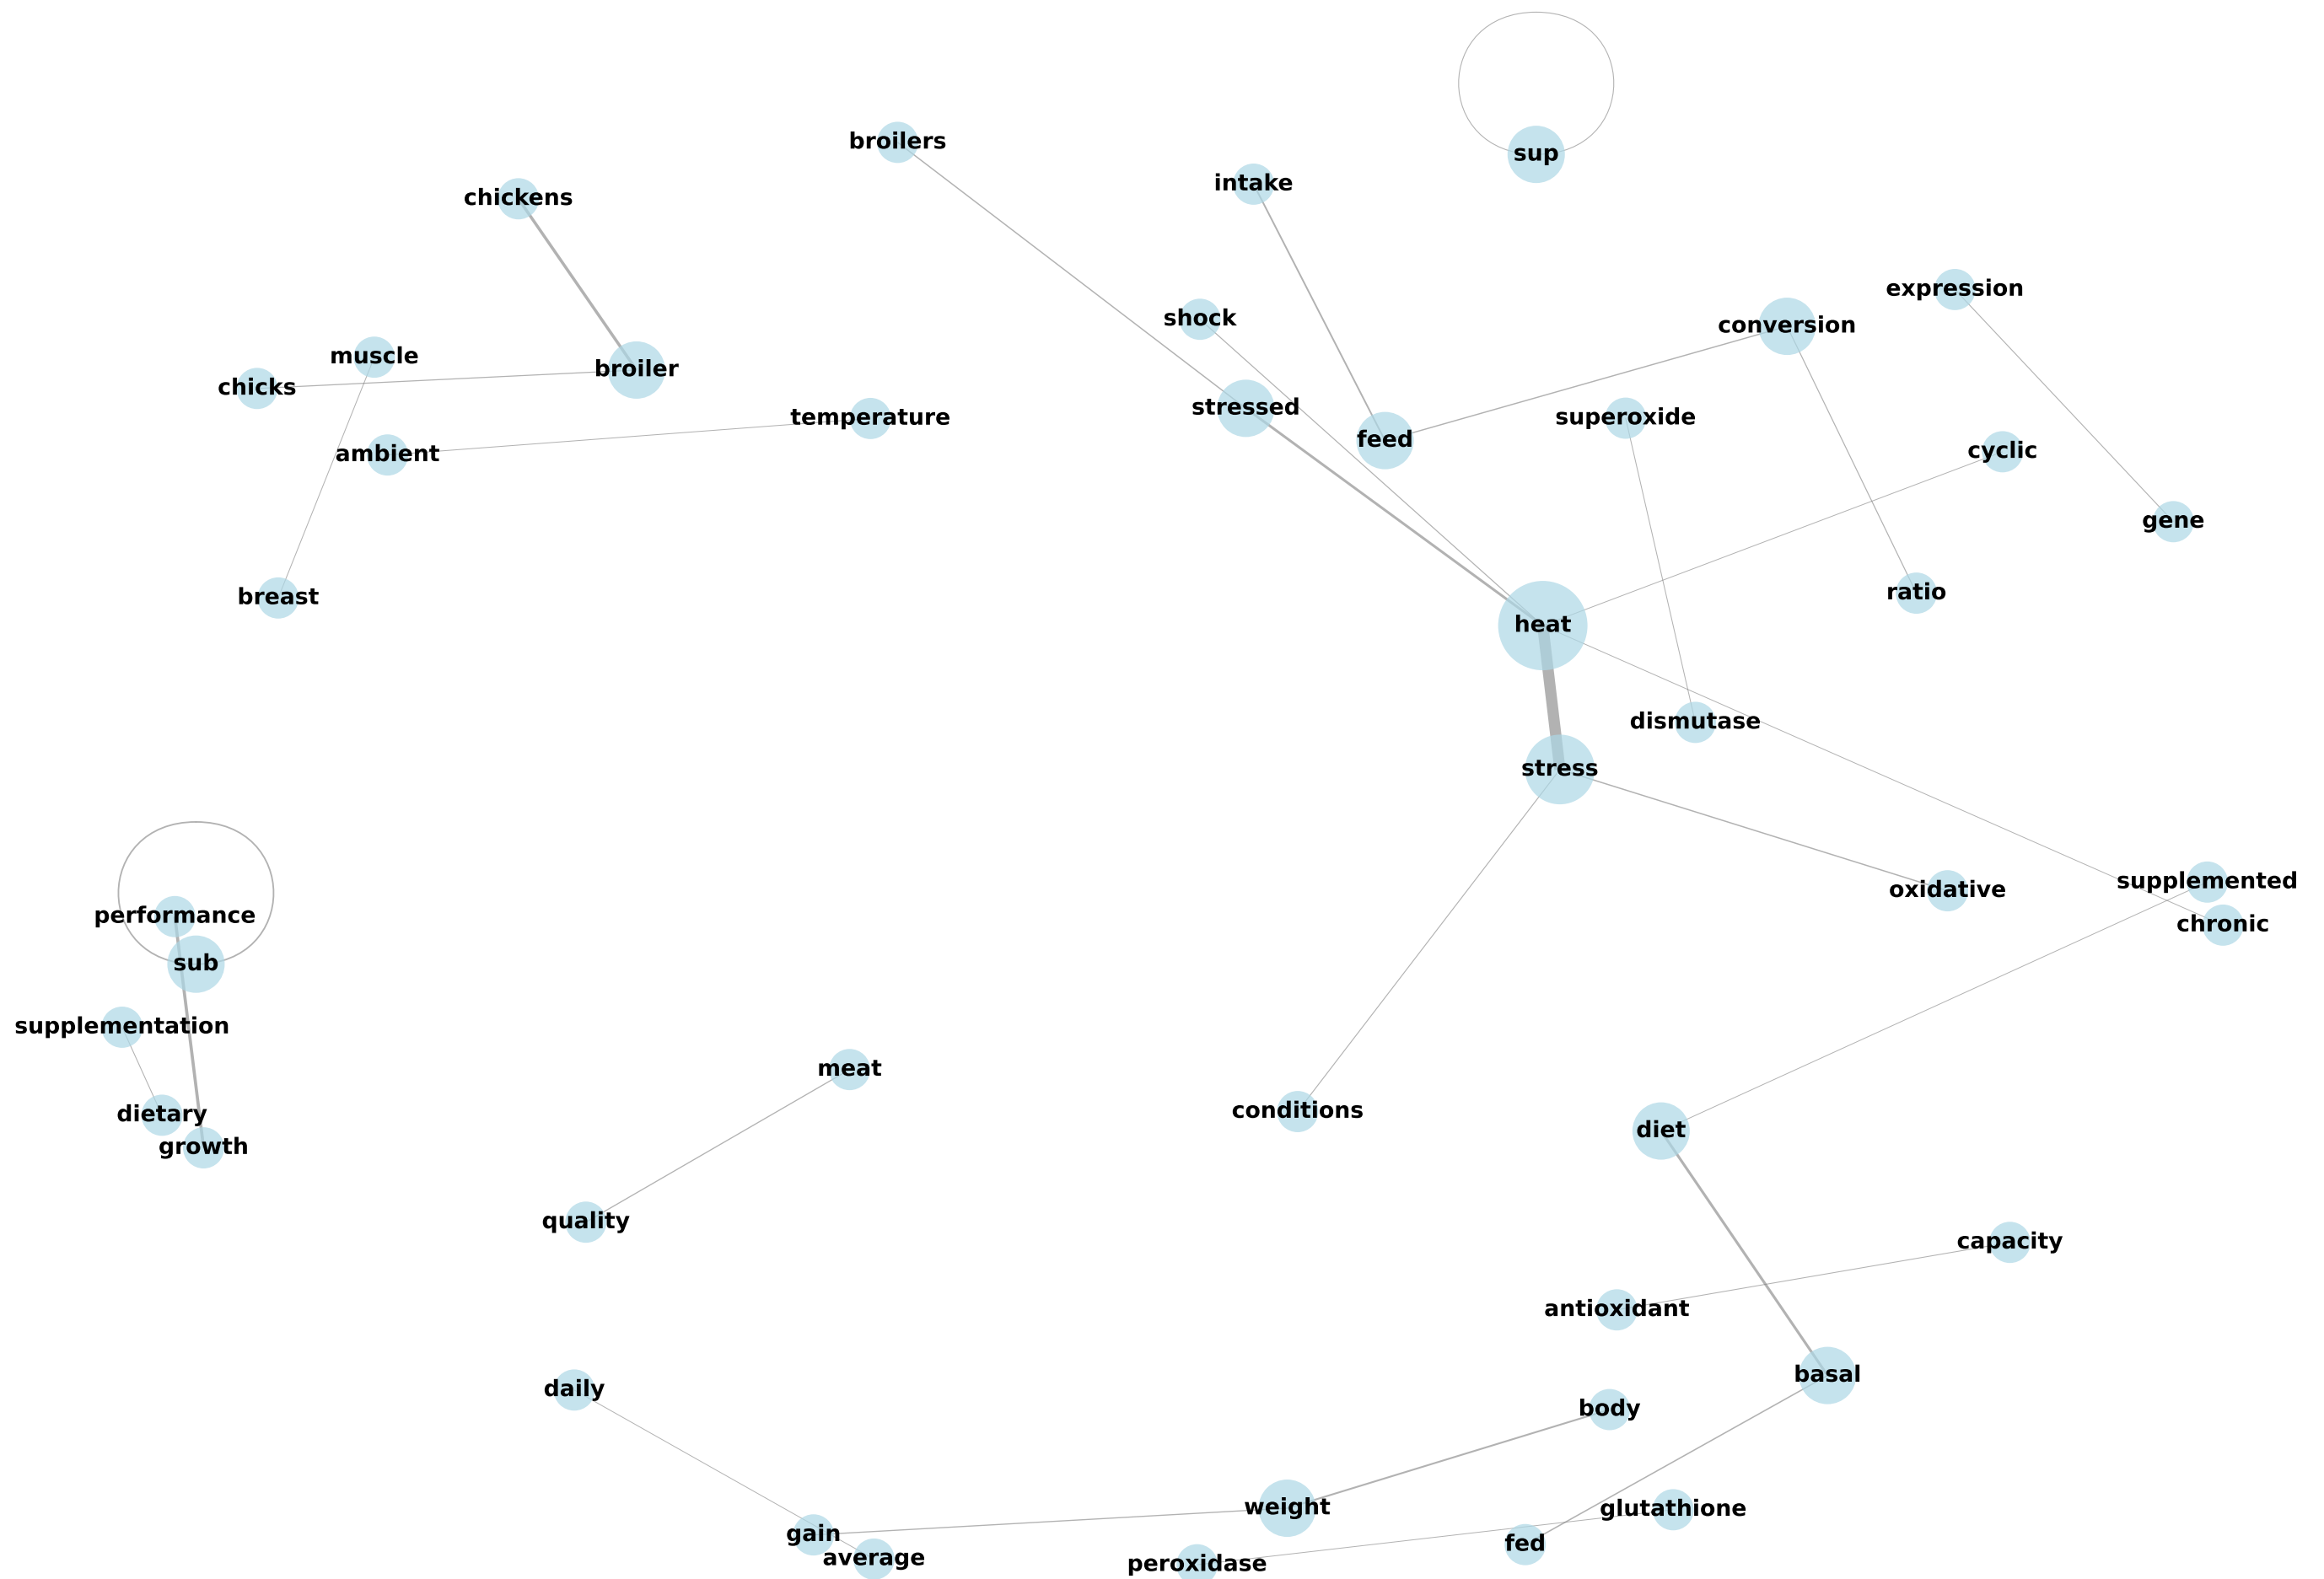 sup
broilers
intake
chickens
expression
shock
conversion
muscle
broiler
chicks
stressed
temperature
superoxide
feed
ambient
cyclic
gene
ratio
breast
heat
dismutase
stress
supplemented
oxidative
performance
chronic
sub
supplementation
meat
conditions
dietary
diet
growth
quality
capacity
antioxidant
basal
daily
body
weight
glutathione
gain
fed
average
peroxidase